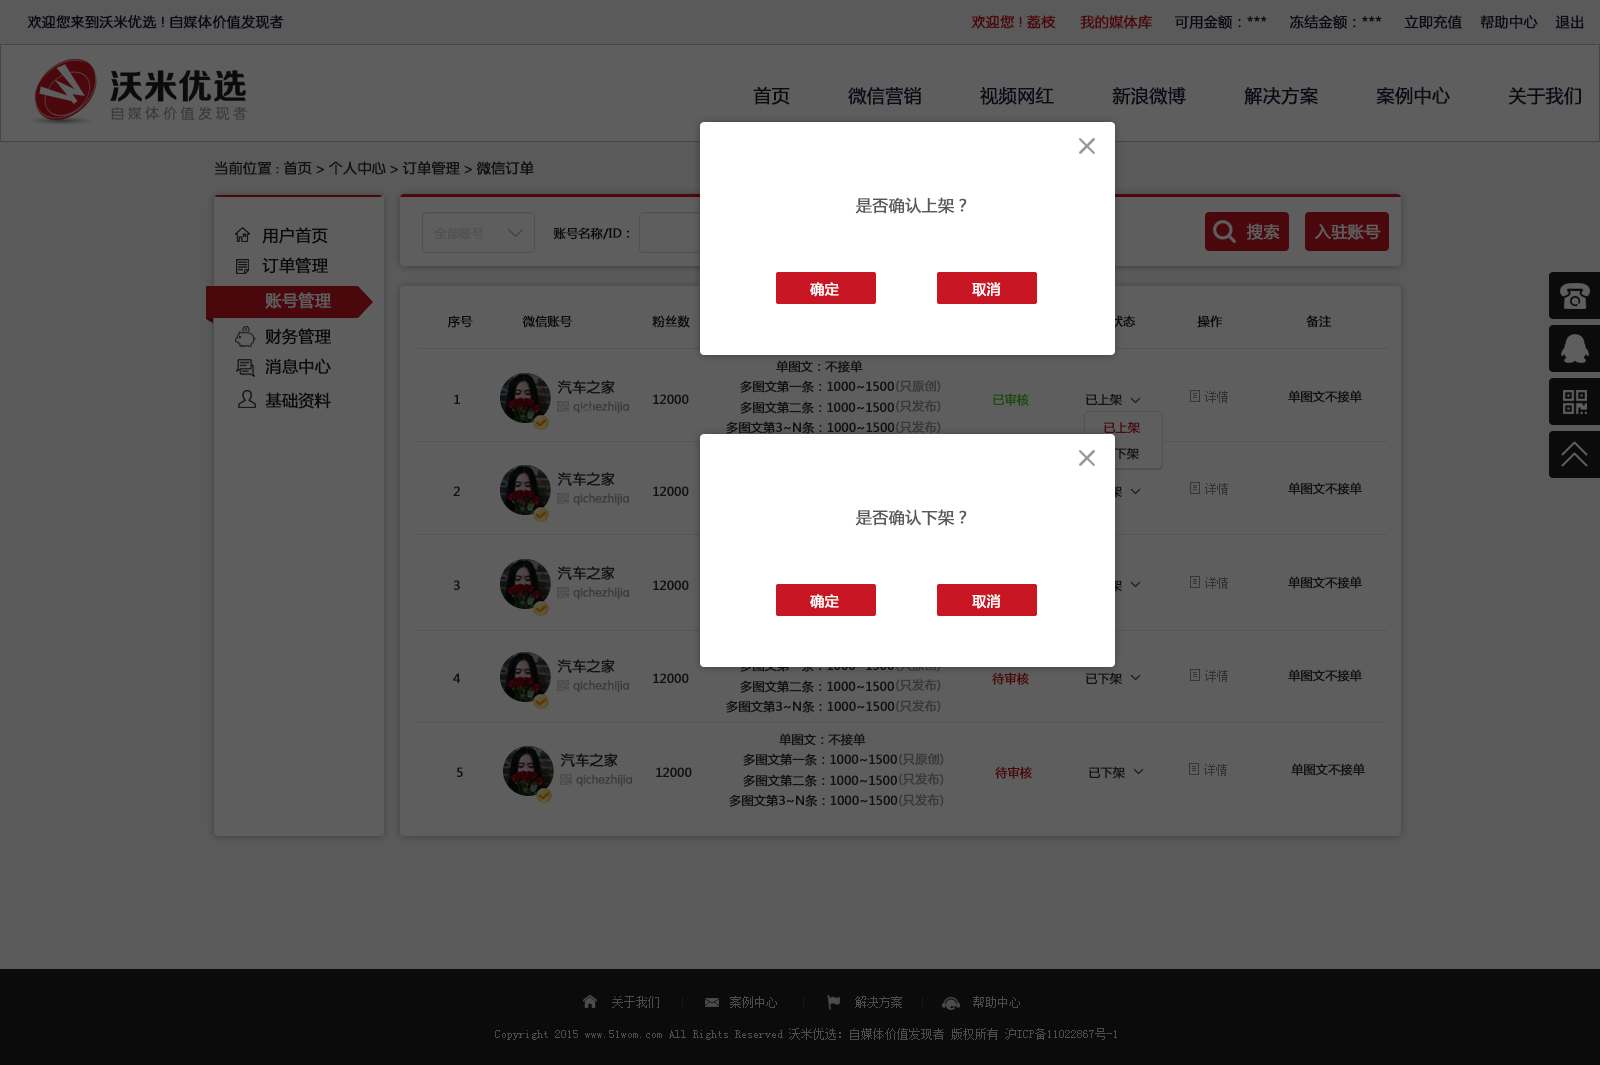 欢迎您来到沃米优选！自媒体价值发现者
欢迎您！荔枝 我的媒体库 可用金额：*** 冻结金额：*** 立即充值 帮助中心 退出
沃米优选
自媒体价值发现者
首页 微信营销 视频网红 新浪微博 解决方案 案例中心 关于我们
当前位置：首页 > 个人中心 > 订单管理 > 微信订单
用户首页
订单管理
账号管理
财务管理
消息中心
基础资料
全部账号 账号名称/ID： 搜索 入驻账号
是否确认上架？
确定 取消
序号 微信账号 粉丝数 状态 操作 备注
单图文：不接单
1 汽车之家 12000 多图文第一条：1000~1500(只原创) 已审核 已上架 详情 单图文不接单
qichezhijia 多图文第二条：1000~1500(只发布)
多图文第3~N条：1000~1500(只发布)
已上架
下架
是否确认下架？
确定 取消
2 汽车之家 12000 架 详情 单图文不接单
qichezhijia
3 汽车之家 12000 架 详情 单图文不接单
qichezhijia
多图文第一条：1000~1500(只原创)
4 汽车之家 12000 多图文第二条：1000~1500(只发布) 待审核 已下架 详情 单图文不接单
qichezhijia 多图文第3~N条：1000~1500(只发布)
单图文：不接单
5 汽车之家 12000 多图文第一条：1000~1500(只原创) 待审核 已下架 详情 单图文不接单
qichezhijia 多图文第二条：1000~1500(只发布)
多图文第3~N条：1000~1500(只发布)
关于我们 案例中心 解决方案 帮助中心
Copyright 2015 www.51wom.com All Rights Reserved 沃米优选：自媒体价值发现者 版权所有 沪ICP备11022867号-1